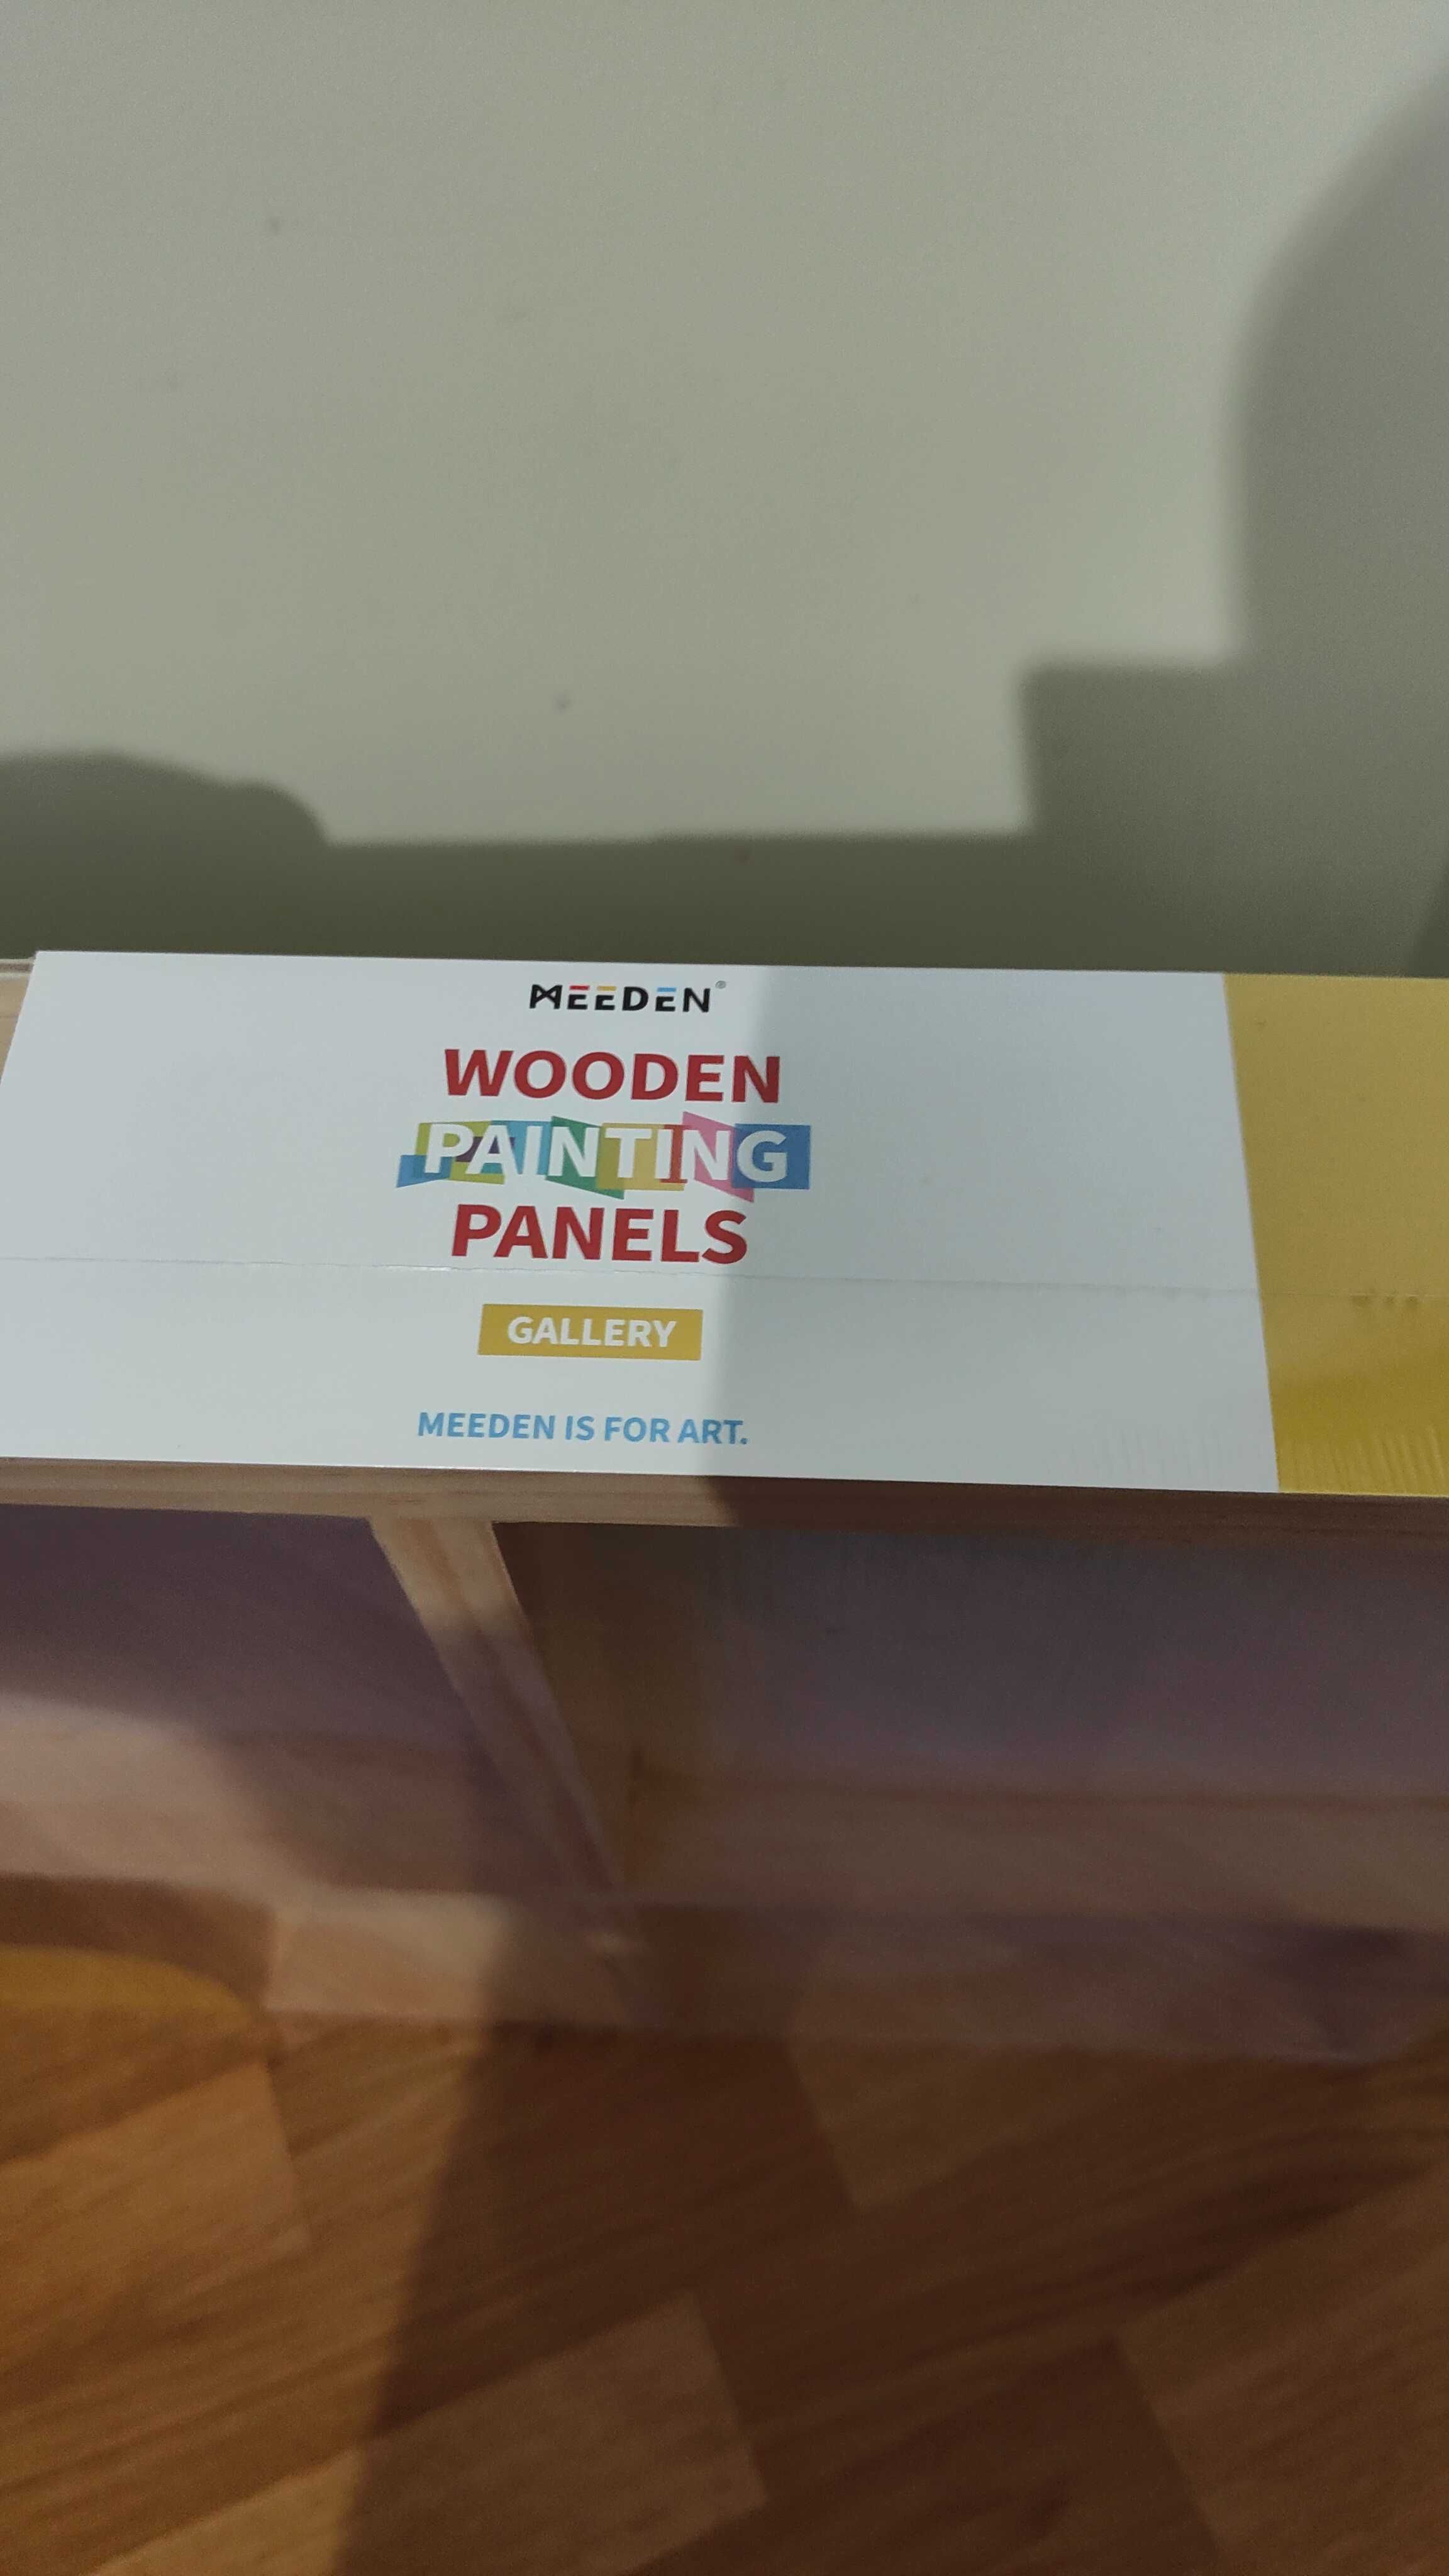 MEEDEN®
WOODEN
PAINTING
PANELS
GALLERY
MEEDEN IS FOR ART.